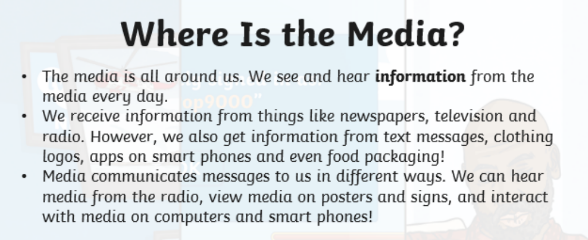 Where Is the Media?
• The media is all around us. We see and hear information from the
media every day.
• We receive information from things like newspapers, television and
radio. However, we also get information from text messages, clothing
logos, apps on smart phones and even food packaging!
• Media communicates messages to us in different ways. We can hear
media from the radio, view media on posters and signs, and interact
with media on computers and smart phones!